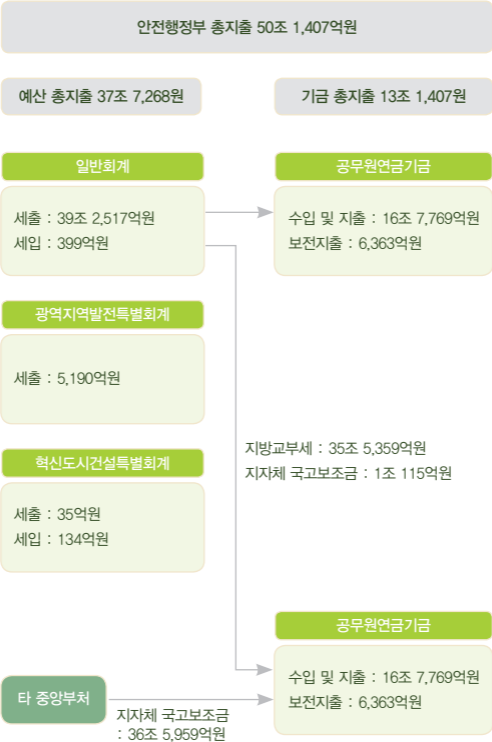 안전행정부 총지출 50조 1,407억원
예산 총지출 37조 7,268원
기금 총지출 13조 1,407원
일반회계
세출 : 39조 2,517억원
세입 : 399억원
공무원연금기금
수입 및 지출 : 16조 7,769억원
보전지출 : 6,363억원
광역지역발전특별회계
세출 : 5,190억원
지방교부세 : 35조 5,359억원
지자체 국고보조금 : 1조 115억원
혁신도시건설특별회계
세출 : 35억원
세입 : 134억원
공무원연금기금
수입 및 지출 : 16조 7,769억원
보전지출 : 6,363억원
타 중앙부처
지자체 국고보조금
: 36조 5,959억원